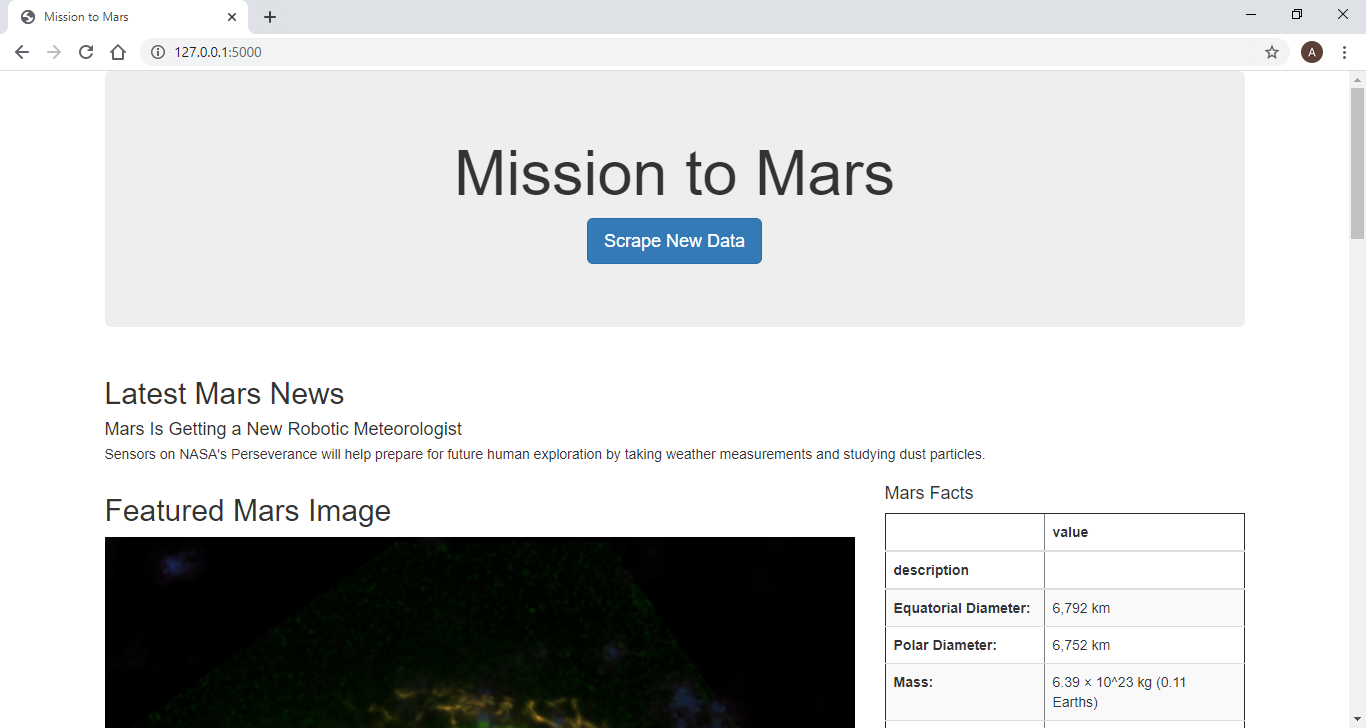 Mission to Mars
127.0.0.1:5000
A
Mission to Mars
Scrape New Data
Latest Mars News
Mars Is Getting a New Robotic Meteorologist
Sensors on NASA's Perseverance will help prepare for future human exploration by taking weather measurements and studying dust particles.
Featured Mars Image
Mars Facts
value
description
Equatorial Diameter: 6,792 km
Polar Diameter: 6,752 km
Mass: 6.39 × 10^23 kg (0.11
Earths)